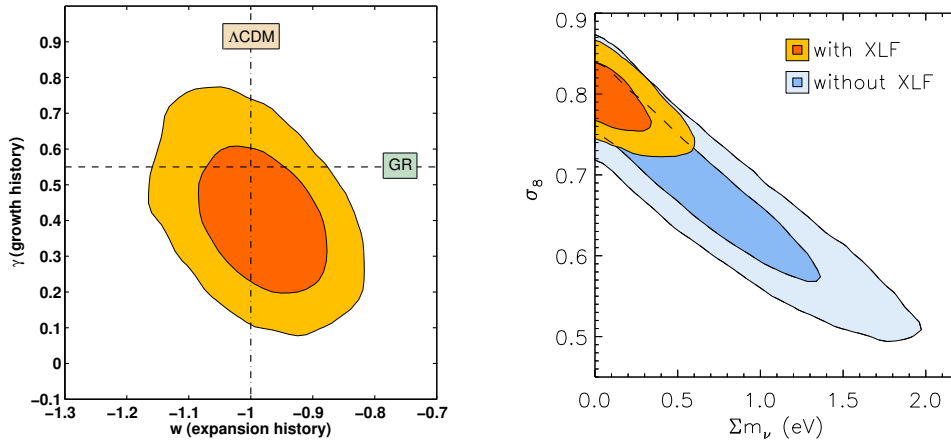 ΛCDM
GR
γ (growth history)
0.9
0.8
0.7
0.6
0.5
0.4
0.3
0.2
0.1
0
−0.1
−1.3 −1.2 −1.1 −1 −0.9 −0.8 −0.7
w (expansion history)
with XLF
without XLF
σ8
0.9
0.8
0.7
0.6
0.5
0.0 0.5 1.0 1.5 2.0
Σmν (eV)